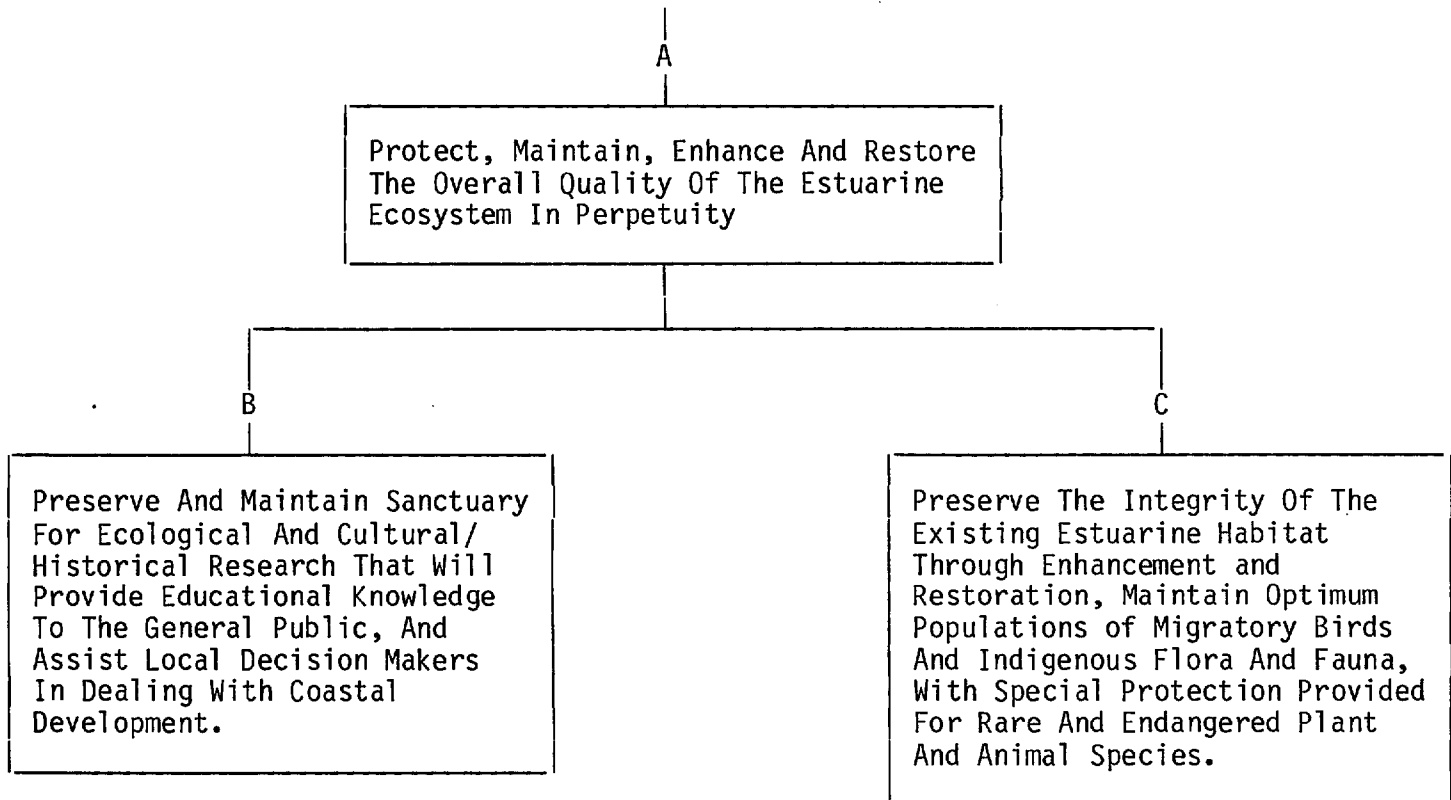 A
Protect, Maintain, Enhance And Restore
The Overall Quality Of The Estuarine
Ecosystem In Perpetuity
B
Preserve And Maintain Sanctuary
For Ecological And Cultural/
Historical Research That Will
Provide Educational Knowledge
To The General Public, And
Assist Local Decision Makers
In Dealing With Coastal
Development.
C
Preserve The Integrity Of The
Existing Estuarine Habitat
Through Enhancement and
Restoration, Maintain Optimum
Populations of Migratory Birds
And Indigenous Flora And Fauna,
With Special Protection Provided
For Rare And Endangered Plant
And Animal Species.